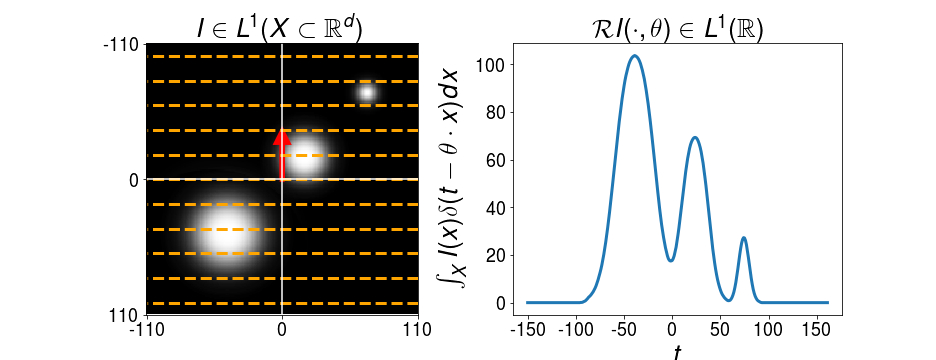 I ∈ L¹(X ⊂ ℝᵈ)
-110
0
110
-110 0 110
ℛI(·, θ) ∈ L¹(ℝ)
∫_X I(x)δ(t − θ · x)dx
100
80
60
40
20
0
-150 -100 -50 0 50 100 150
t